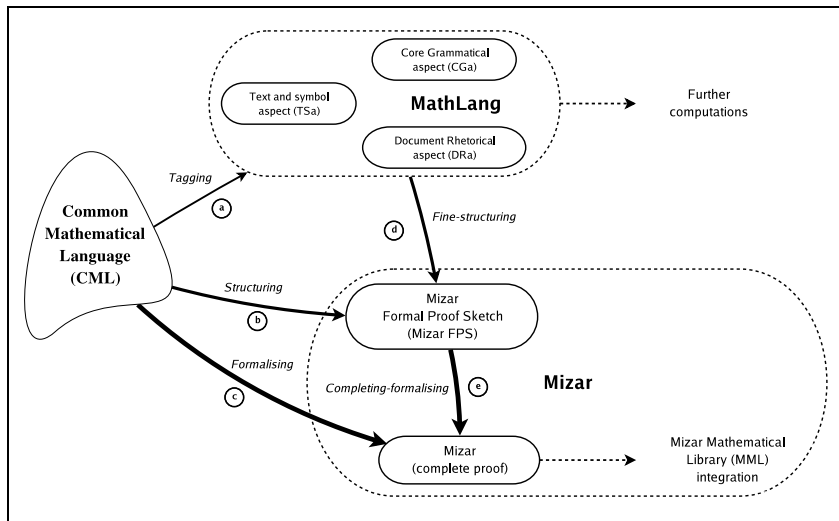 Core Grammatical
aspect (CGa)
Text and symbol
aspect (TSa)
MathLang
Document Rhetorical
aspect (DRa)
Further
computations
Tagging
a
Common
Mathematical
Language
(CML)
Fine-structuring
d
Structuring
b
Mizar
Formal Proof Sketch
(Mizar FPS)
Formalising
c
Completing-formalising
e
Mizar
Mizar
(complete proof)
Mizar Mathematical
Library (MML)
integration